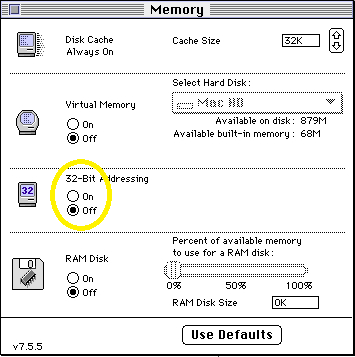 Memory
Disk Cache
Always On
Cache Size
32K
Select Hard Disk:
Mac HD
Virtual Memory
On
Off
Available on disk: 879M
Available built-in memory: 68M
32-Bit Addressing
32
On
Off
Percent of available memory
to use for a RAM disk:
RAM Disk
On
Off
0% 50% 100%
RAM Disk Size
0K
Use Defaults
v7.5.5